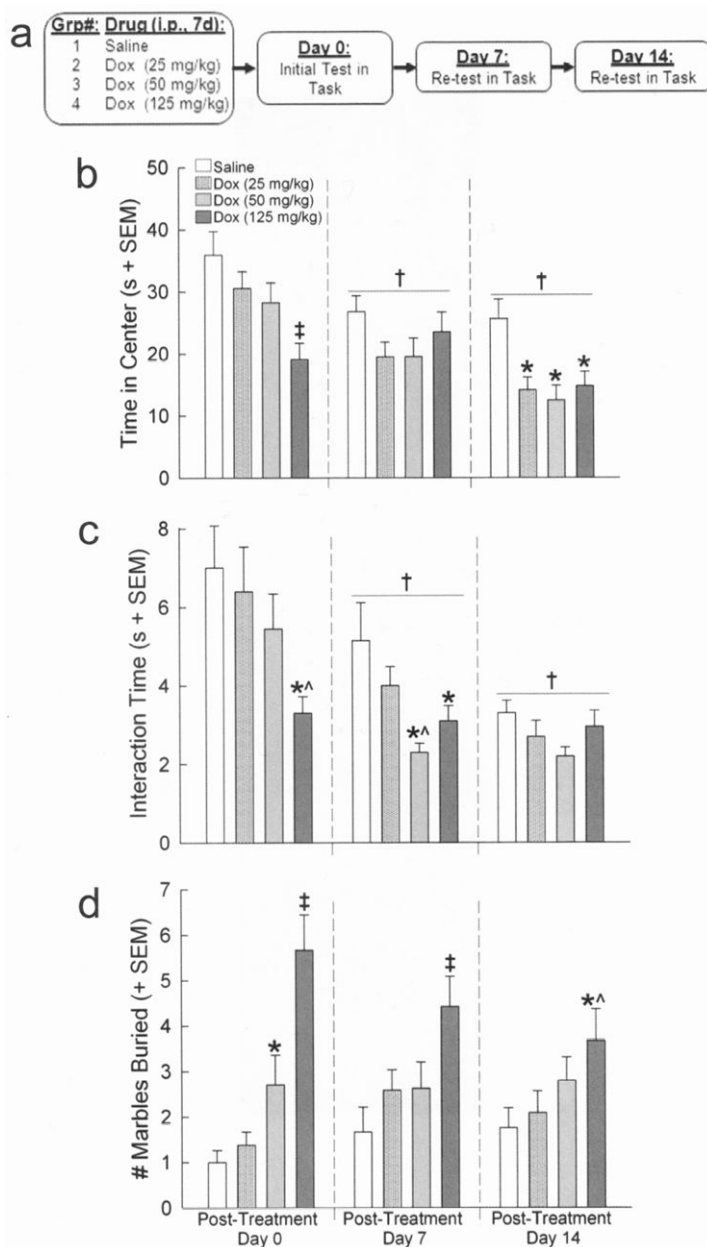 a
Grp#: Drug (i.p., 7d):
1 Saline
2 Dox (25 mg/kg)
3 Dox (50 mg/kg)
4 Dox (125 mg/kg)
Day 0:
Initial Test in
Task
Day 7:
Re-test in Task
Day 14:
Re-test in Task
b
Time in Center (s + SEM)
50
40
30
20
10
0
Saline
Dox (25 mg/kg)
Dox (50 mg/kg)
Dox (125 mg/kg)
‡
†
†
* * *
c
Interaction Time (s + SEM)
8
6
4
2
0
*^
†
*^
*
†
d
# Marbles Buried (+ SEM)
7
6
5
4
3
2
1
0
*
‡
‡
*^
Post-Treatment
Day 0
Post-Treatment
Day 7
Post-Treatment
Day 14